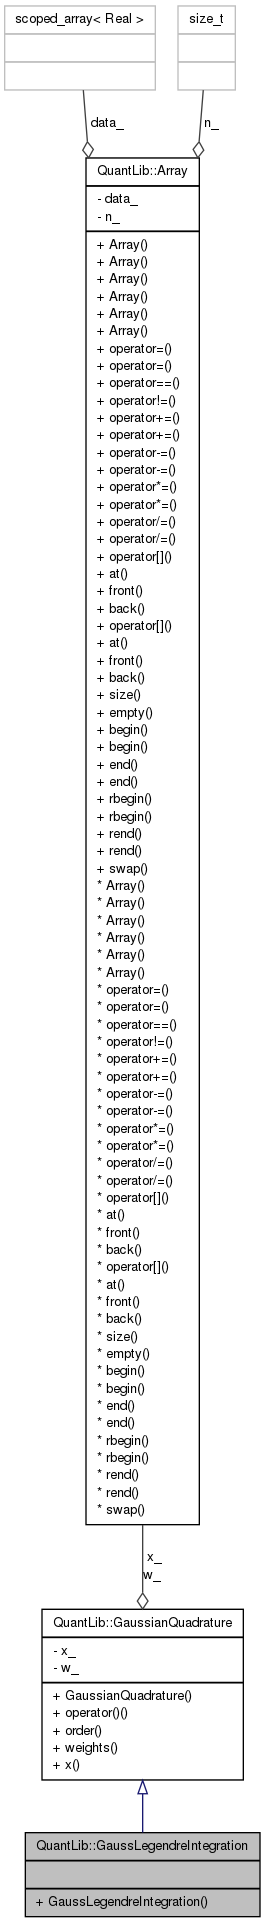 scoped_array< Real >
size_t
data_
n_
QuantLib::Array
- data_
- n_
+ Array()
+ Array()
+ Array()
+ Array()
+ Array()
+ Array()
+ operator=()
+ operator=()
+ operator==()
+ operator!=()
+ operator+=()
+ operator+=()
+ operator-=()
+ operator-=()
+ operator*=()
+ operator*=()
+ operator/=()
+ operator/=()
+ operator[]()
+ at()
+ front()
+ back()
+ operator[]()
+ at()
+ front()
+ back()
+ size()
+ empty()
+ begin()
+ begin()
+ end()
+ end()
+ rbegin()
+ rbegin()
+ rend()
+ rend()
+ swap()
* Array()
* Array()
* Array()
* Array()
* Array()
* Array()
* operator=()
* operator=()
* operator==()
* operator!=()
* operator+=()
* operator+=()
* operator-=()
* operator-=()
* operator*=()
* operator*=()
* operator/=()
* operator/=()
* operator[]()
* at()
* front()
* back()
* operator[]()
* at()
* front()
* back()
* size()
* empty()
* begin()
* begin()
* end()
* end()
* rbegin()
* rbegin()
* rend()
* rend()
* swap()
x_
w_
QuantLib::GaussianQuadrature
- x_
- w_
+ GaussianQuadrature()
+ operator()()
+ order()
+ weights()
+ x()
QuantLib::GaussLegendreIntegration
+ GaussLegendreIntegration()